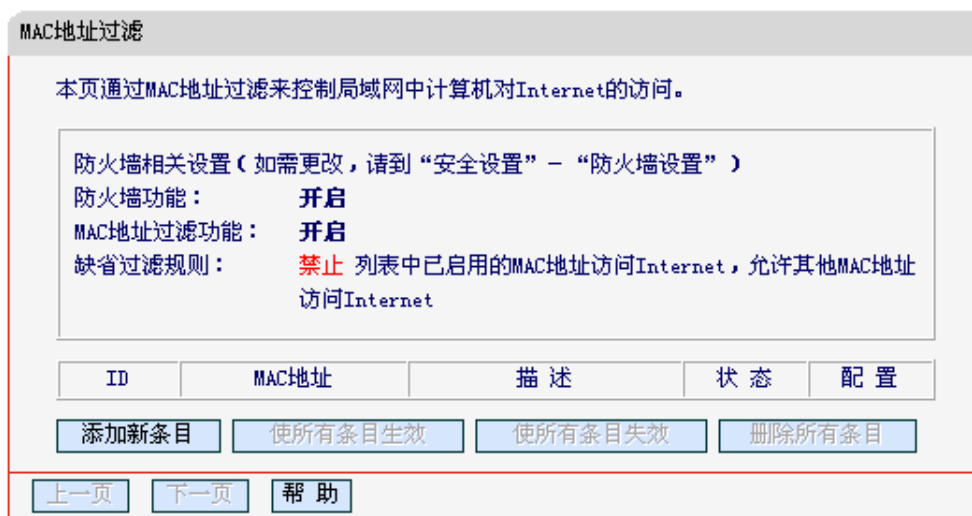 MAC地址过滤
本页通过MAC地址过滤来控制局域网中计算机对Internet的访问。
防火墙相关设置(如需更改,请到“安全设置”-“防火墙设置”)
防火墙功能: 开启
MAC地址过滤功能: 开启
缺省过滤规则: 禁止 列表中已启用的MAC地址访问Internet,允许其他MAC地址
访问Internet
ID MAC地址 描 述 状 态 配 置
添加新条目 使所有条目生效 使所有条目失效 删除所有条目
上一页 下一页 帮 助